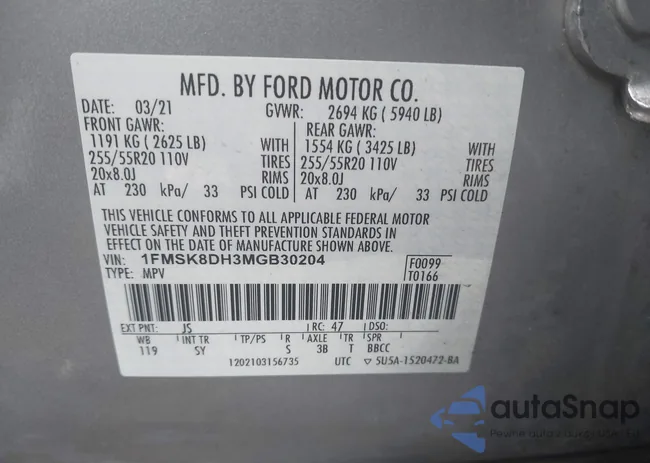 MFD. BY FORD MOTOR CO.
DATE: 03/21 GVWR: 2694 KG ( 5940 LB)
FRONT GAWR: REAR GAWR:
1191 KG ( 2625 LB) WITH 1554 KG ( 3425 LB) WITH
255/55R20 110V TIRES 255/55R20 110V TIRES
20x8.0J RIMS 20x8.0J RIMS
AT 230 kPa/ 33 PSI COLD AT 230 kPa/ 33 PSI COLD
THIS VEHICLE CONFORMS TO ALL APPLICABLE FEDERAL MOTOR
VEHICLE SAFETY AND THEFT PREVENTION STANDARDS IN
EFFECT ON THE DATE OF MANUFACTURE SHOWN ABOVE.
VIN: 1FMSK8DH3MGB30204 F0099
TYPE: MPV T0166
EXT PNT: JS RC: 47 DSO:
WB INT TR TP/PS R AXLE TR SPR
119 SY S 3B T BBCC
1202103156735 UTC ▽ 5U5A-1520472-BA
autoSnap